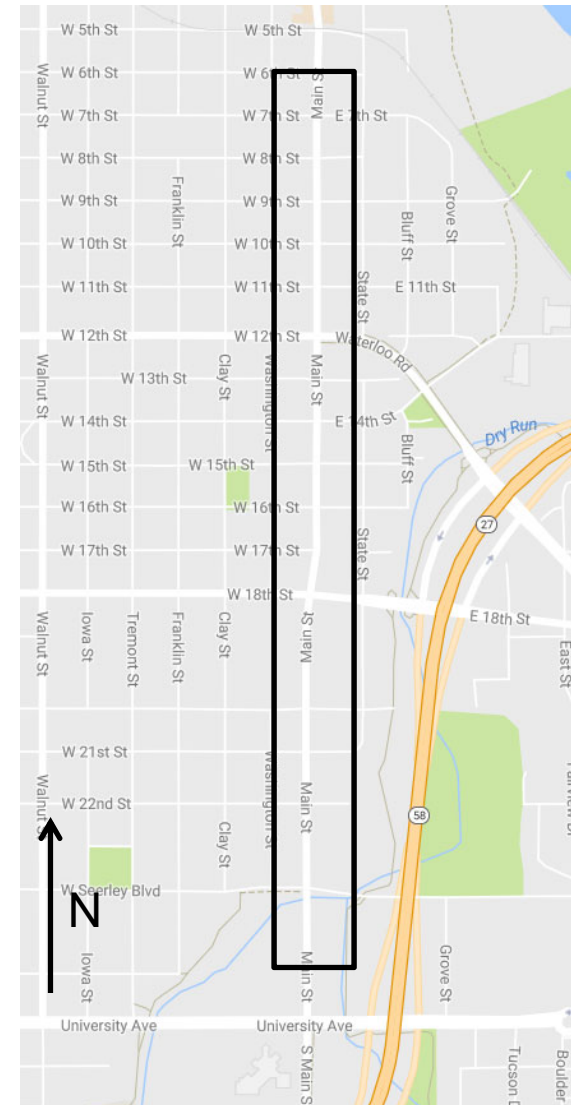 W 5th St
W 5th St
W 6th St
W 6th St
Walnut St
Main St
W 7th St
W 7th St
E 7th St
W 8th St
W 8th St
Franklin St
W 9th St
W 9th St
Grove St
Bluff St
W 10th St
W 10th St
W 11th St
W 11th St
State St
E 11th St
W 12th St
W 12th St
Waterloo Rd
Walnut St
Clay St
Washington St
Main St
W 13th St
W 14th St
E 14th St
Dry Run
Bluff St
W 15th St
W 15th St
W 16th St
W 16th St
27
W 17th St
W 17th St
State St
W 18th St
E 18th St
Walnut St
Iowa St
Tremont St
Franklin St
Clay St
Main St
East St
W 21st St
Washington St
Walnut St
W 22nd St
Main St
58
Clay St
W Seerley Blvd
N
Iowa St
Main St
Grove St
University Ave
University Ave
S Main S
Tucson D
Boulder